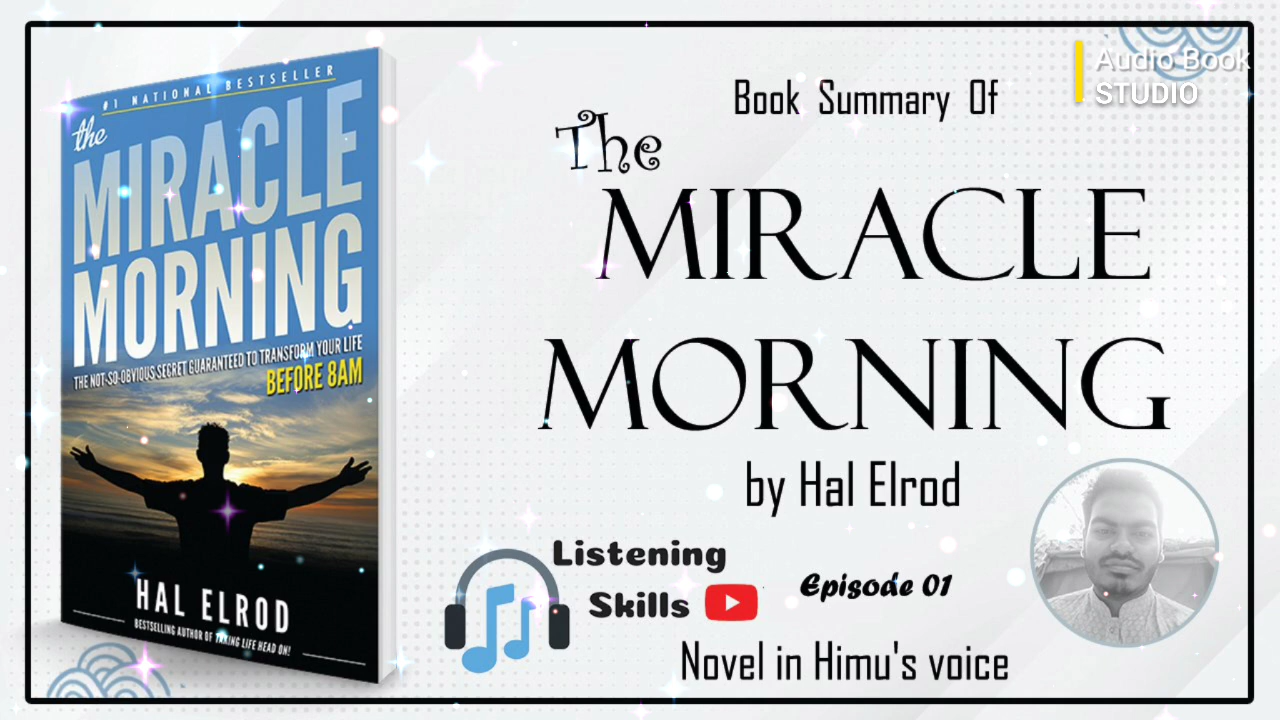 #1 NATIONAL BESTSELLER
the
MIRACLE
MORNING
THE NOT-SO-OBVIOUS SECRET GUARANTEED TO TRANSFORM YOUR LIFE
BEFORE 8AM
HAL ELROD
BESTSELLING AUTHOR OF TAKING LIFE HEAD ON!
Audio Book
STUDIO
Book Summary Of
The
MIRACLE
MORNING
by Hal Elrod
Listening
Skills
Episode 01
Novel in Himu's voice